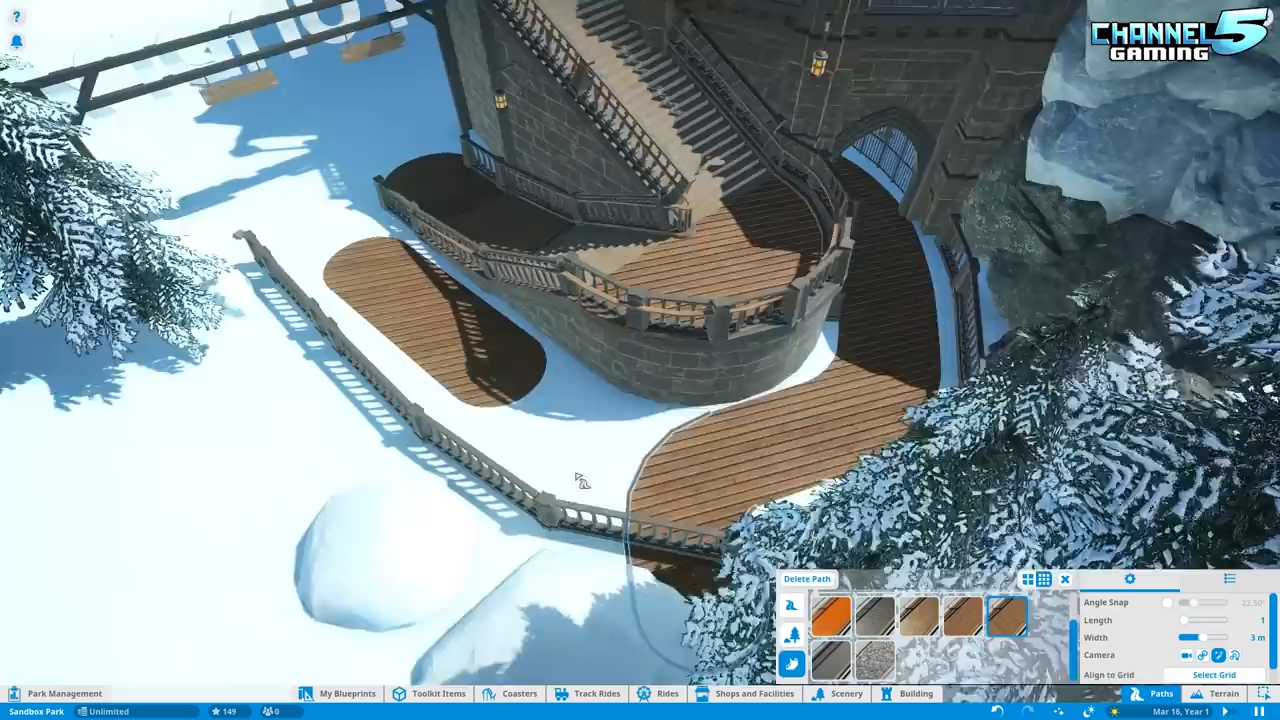 CHANNEL 5
GAMING
?
Delete Path
Angle Snap 23.50°
Length 1
Width 3 m
Camera
Align to Grid Select Grid
Park Management
My Blueprints
Toolkit Items
Coasters
Track Rides
Rides
Shops and Facilities
Scenery
Building
Paths
Terrain
Sandbox Park
Unlimited
149
0
Mar 16, Year 1